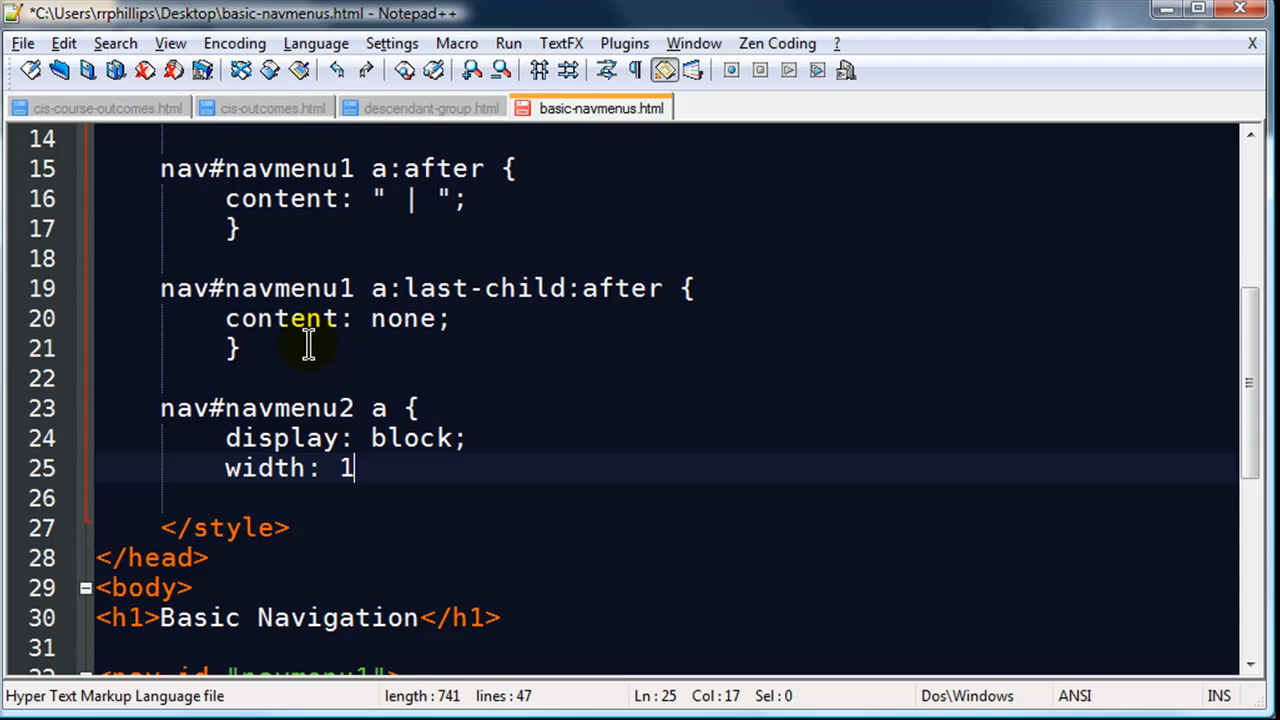 *C:\Users\rrphillips\Desktop\basic-navmenus.html - Notepad++
File Edit Search View Encoding Language Settings Macro Run TextFX Plugins Window Zen Coding ? X
cis-course-outcomes.html cis-outcomes.html descendant-group.html basic-navmenus.html
14
15 nav#navmenu1 a:after {
16 content: " | ";
17 }
18
19 nav#navmenu1 a:last-child:after {
20 content: none;
21 }
22
23 nav#navmenu2 a {
24 display: block;
25 width: 1
26
27 </style>
28 </head>
29 <body>
30 <h1>Basic Navigation</h1>
31
32 <nav id="navmenu1">
Hyper Text Markup Language file length : 741 lines : 47 Ln : 25 Col : 17 Sel : 0 Dos\Windows ANSI INS